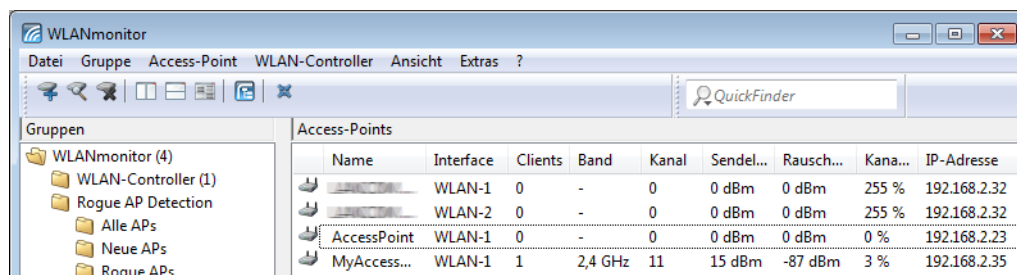 WLANmonitor
Datei Gruppe Access-Point WLAN-Controller Ansicht Extras ?
QuickFinder
Gruppen
Access-Points
WLANmonitor (4)
WLAN-Controller (1)
Rogue AP Detection
Alle APs
Neue APs
Rogue APs
Name Interface Clients Band Kanal Sendel... Rausch... Kana... IP-Adresse
WLAN-1 0 - 0 0 dBm 0 dBm 255 % 192.168.2.32
WLAN-2 0 - 0 0 dBm 0 dBm 255 % 192.168.2.32
AccessPoint WLAN-1 0 - 0 0 dBm 0 dBm 0 % 192.168.2.23
MyAccess... WLAN-1 1 2,4 GHz 11 15 dBm -87 dBm 3 % 192.168.2.35